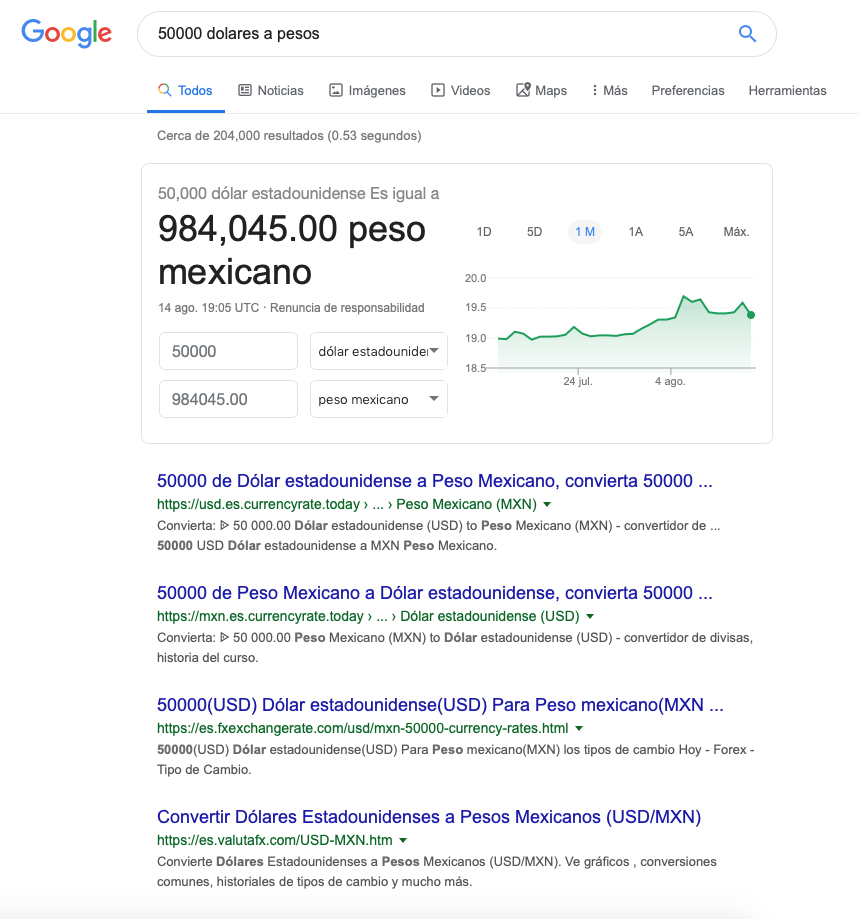 Google
50000 dolares a pesos
Todos Noticias Imágenes Videos Maps Más Preferencias Herramientas
Cerca de 204,000 resultados (0.53 segundos)
50,000 dólar estadounidense Es igual a
984,045.00 peso
mexicano
14 ago. 19:05 UTC · Renuncia de responsabilidad
50000 dólar estadounider
984045.00 peso mexicano
1D 5D 1 M 1A 5A Máx.
20.0
19.5
19.0
18.5
24 jul. 4 ago.
50000 de Dólar estadounidense a Peso Mexicano, convierta 50000 ...
https://usd.es.currencyrate.today › ... › Peso Mexicano (MXN)
Convierta: ᐈ 50 000.00 Dólar estadounidense (USD) to Peso Mexicano (MXN) - convertidor de ...
50000 USD Dólar estadounidense a MXN Peso Mexicano.
50000 de Peso Mexicano a Dólar estadounidense, convierta 50000 ...
https://mxn.es.currencyrate.today › ... › Dólar estadounidense (USD)
Convierta: ᐈ 50 000.00 Peso Mexicano (MXN) to Dólar estadounidense (USD) - convertidor de divisas,
historia del curso.
50000(USD) Dólar estadounidense(USD) Para Peso mexicano(MXN ...
https://es.fxexchangerate.com/usd/mxn-50000-currency-rates.html
50000(USD) Dólar estadounidense(USD) Para Peso mexicano(MXN) los tipos de cambio Hoy - Forex -
Tipo de Cambio.
Convertir Dólares Estadounidenses a Pesos Mexicanos (USD/MXN)
https://es.valutafx.com/USD-MXN.htm
Convierte Dólares Estadounidenses a Pesos Mexicanos (USD/MXN). Ve gráficos , conversiones
comunes, historiales de tipos de cambio y mucho más.